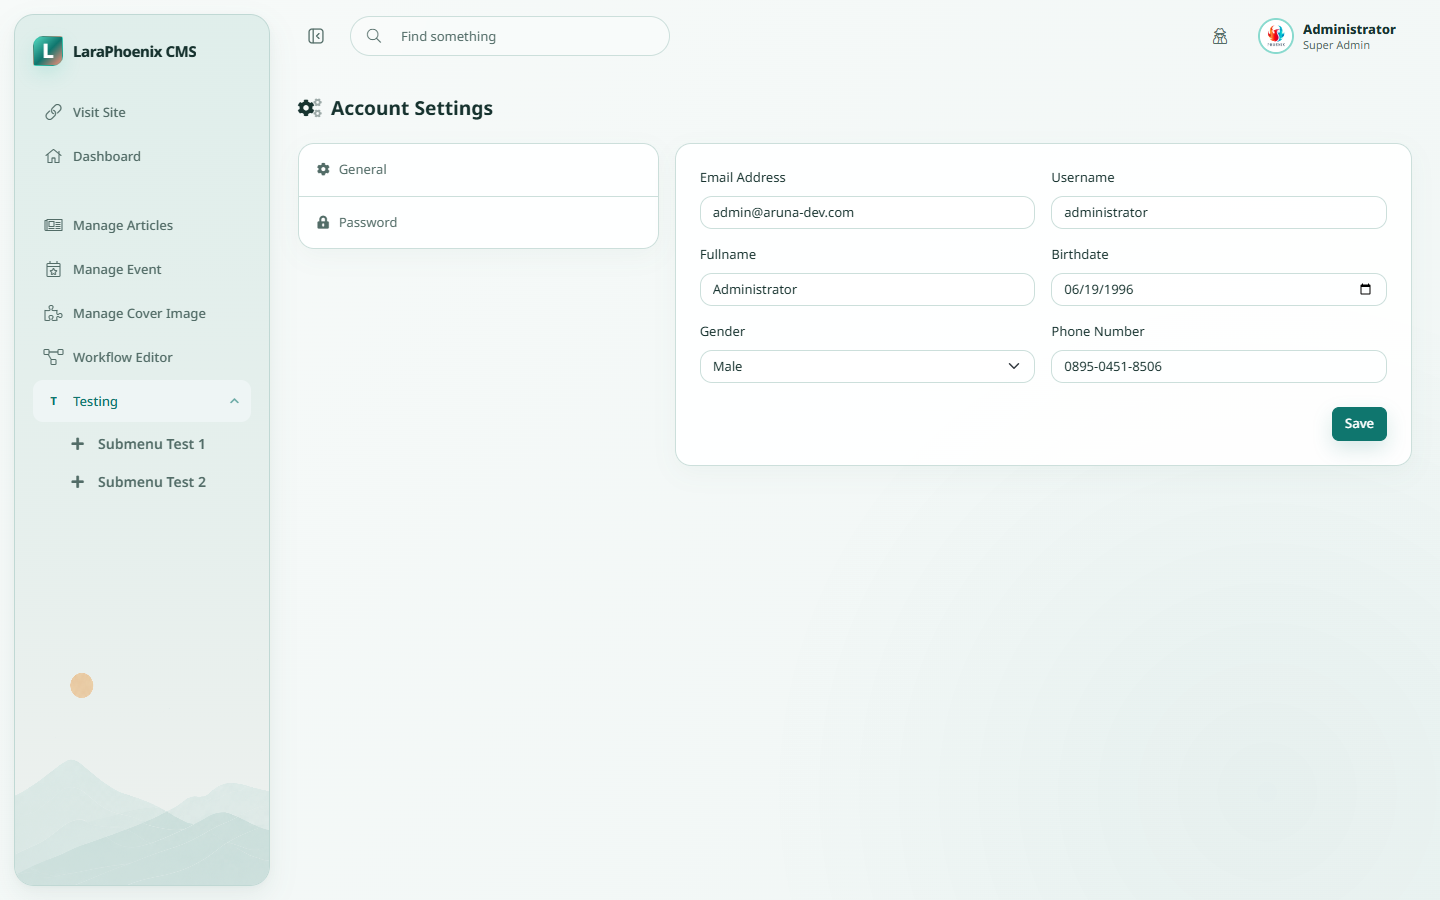 L LaraPhoenix CMS
Visit Site
Dashboard
Manage Articles
Manage Event
Manage Cover Image
Workflow Editor
T Testing
Submenu Test 1
Submenu Test 2
Find something
Administrator
Super Admin
Account Settings
General
Password
Email Address
admin@aruna-dev.com
Username
administrator
Fullname
Administrator
Birthdate
06/19/1996
Gender
Male
Phone Number
0895-0451-8506
Save